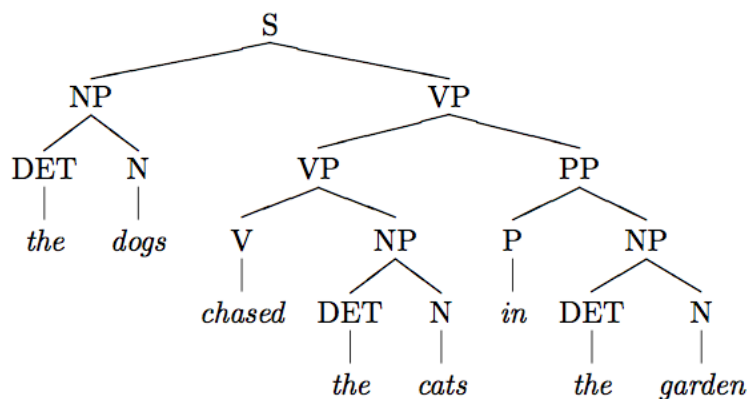 S
NP VP
DET N VP PP
the dogs V NP P NP
chased DET N in DET N
the cats the garden